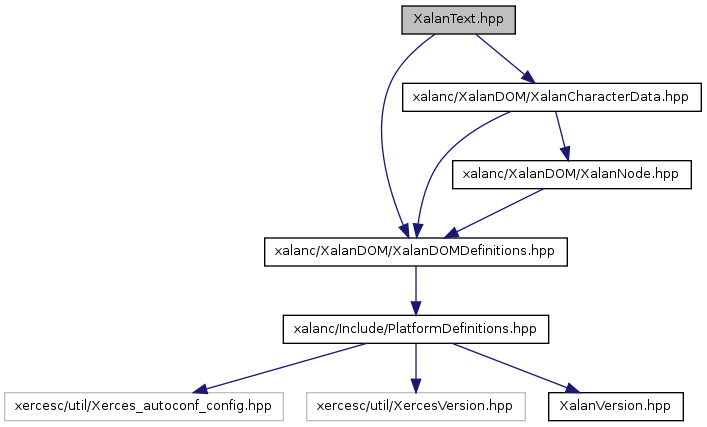 XalanText.hpp
xalanc/XalanDOM/XalanCharacterData.hpp
xalanc/XalanDOM/XalanNode.hpp
xalanc/XalanDOM/XalanDOMDefinitions.hpp
xalanc/Include/PlatformDefinitions.hpp
xercesc/util/Xerces_autoconf_config.hpp
xercesc/util/XercesVersion.hpp
XalanVersion.hpp